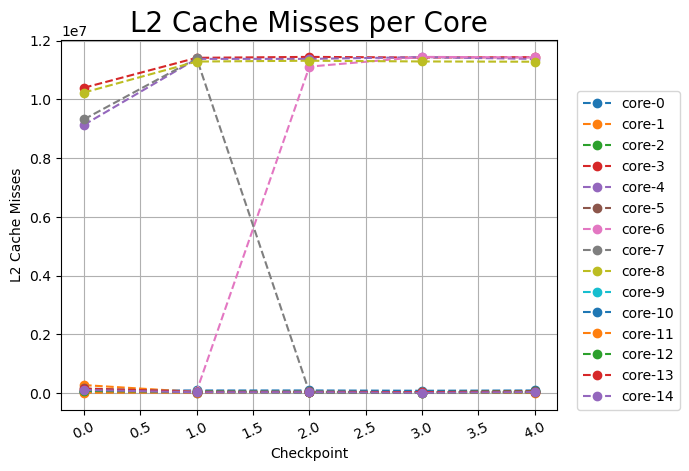 L2 Cache Misses per Core
1e7
1.2
1.0
0.8
0.6
0.4
0.2
0.0
L2 Cache Misses
0.0 0.5 1.0 1.5 2.0 2.5 3.0 3.5 4.0
Checkpoint
core-0
core-1
core-2
core-3
core-4
core-5
core-6
core-7
core-8
core-9
core-10
core-11
core-12
core-13
core-14